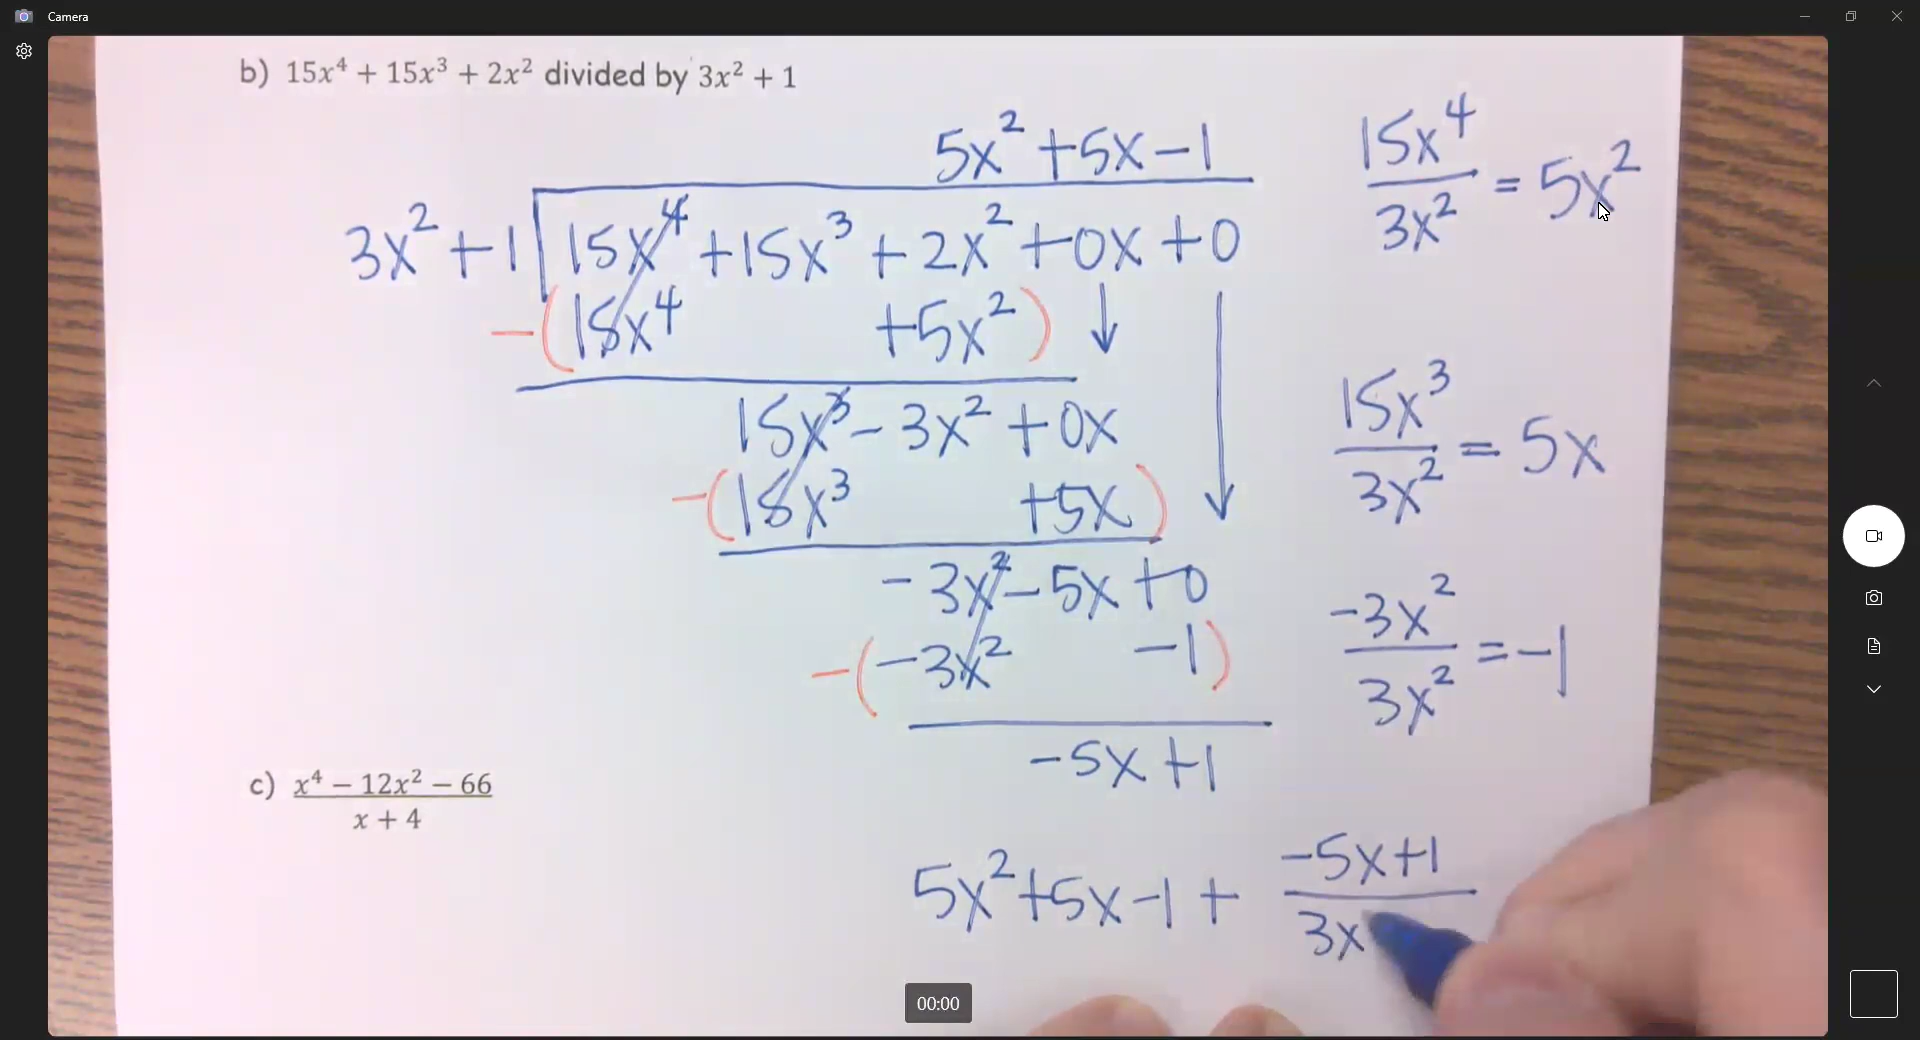 Camera
b) 15x⁴ + 15x³ + 2x² divided by 3x² + 1
5x² + 5x - 1
3x² + 1 15x⁴ + 15x³ + 2x² + 0x + 0
-(15x⁴ + 5x²)
15x³ - 3x² + 0x
-(15x³ + 5x)
-3x² - 5x + 0
-(-3x² - 1)
-5x + 1
5x² + 5x - 1 + (-5x + 1)/(3x
15x⁴/3x² = 5x²
15x³/3x² = 5x
-3x²/3x² = -1
c) x⁴ − 12x² − 66
x + 4
00:00